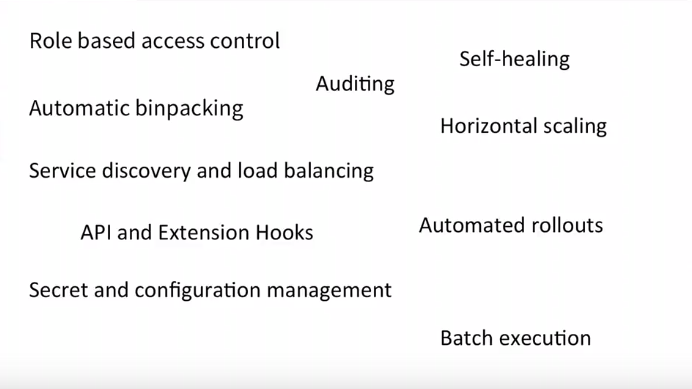 Role based access control
Self-healing
Auditing
Automatic binpacking
Horizontal scaling
Service discovery and load balancing
API and Extension Hooks
Automated rollouts
Secret and configuration management
Batch execution